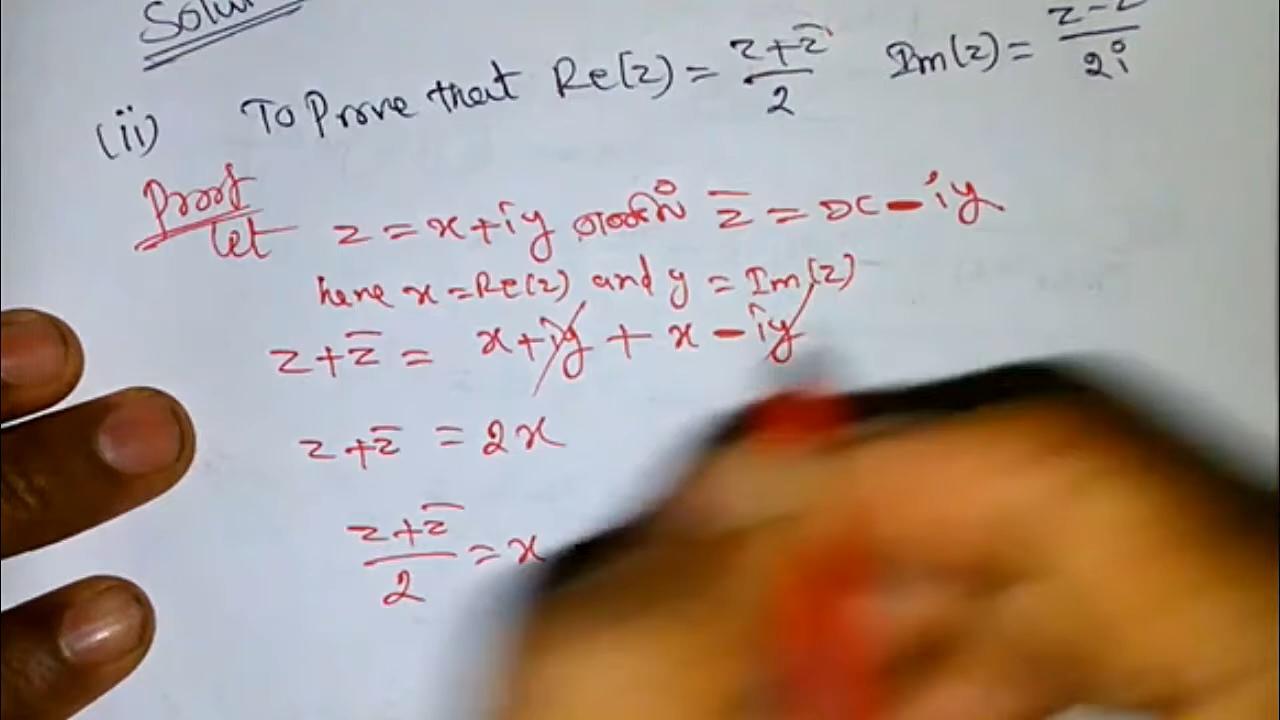 Solu
(ii) To Prove that Re(z) = z+z̄/2 Im(z) = z-z̄/2i
Proof
let z = x+iy என்க z̄ = x-iy
here x = Re(z) and y = Im(z)
z+z̄ = x+iy + x-iy
z+z̄ = 2x
z+z̄/2 = x